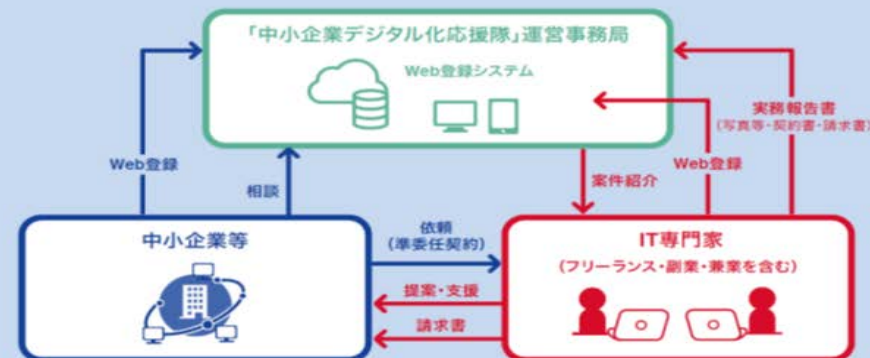 「中小企業デジタル化応援隊」運営事務局
Web登録システム
実務報告書
(写真等・契約書・請求書)
Web登録
相談
案件紹介
Web登録
中小企業等
依頼
(準委任契約)
提案・支援
請求書
IT専門家
(フリーランス・副業・兼業を含む)